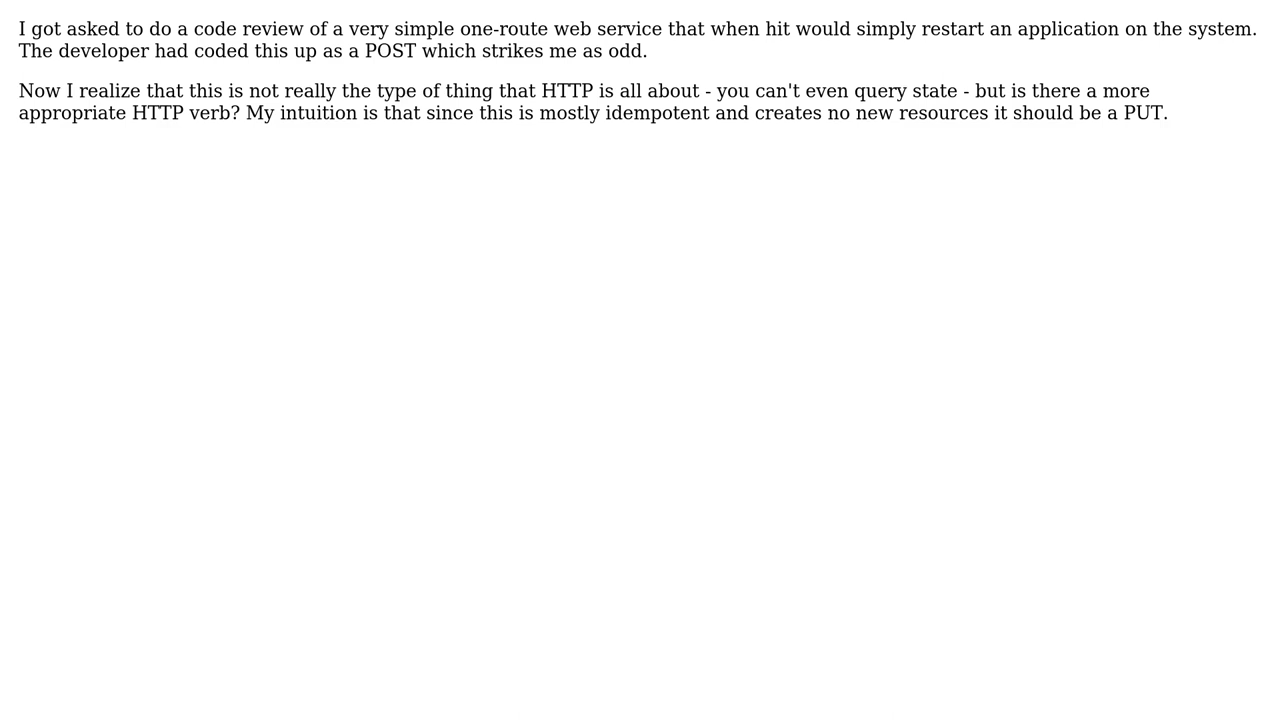 I got asked to do a code review of a very simple one-route web service that when hit would simply restart an application on the system.
The developer had coded this up as a POST which strikes me as odd.
Now I realize that this is not really the type of thing that HTTP is all about - you can't even query state - but is there a more
appropriate HTTP verb? My intuition is that since this is mostly idempotent and creates no new resources it should be a PUT.